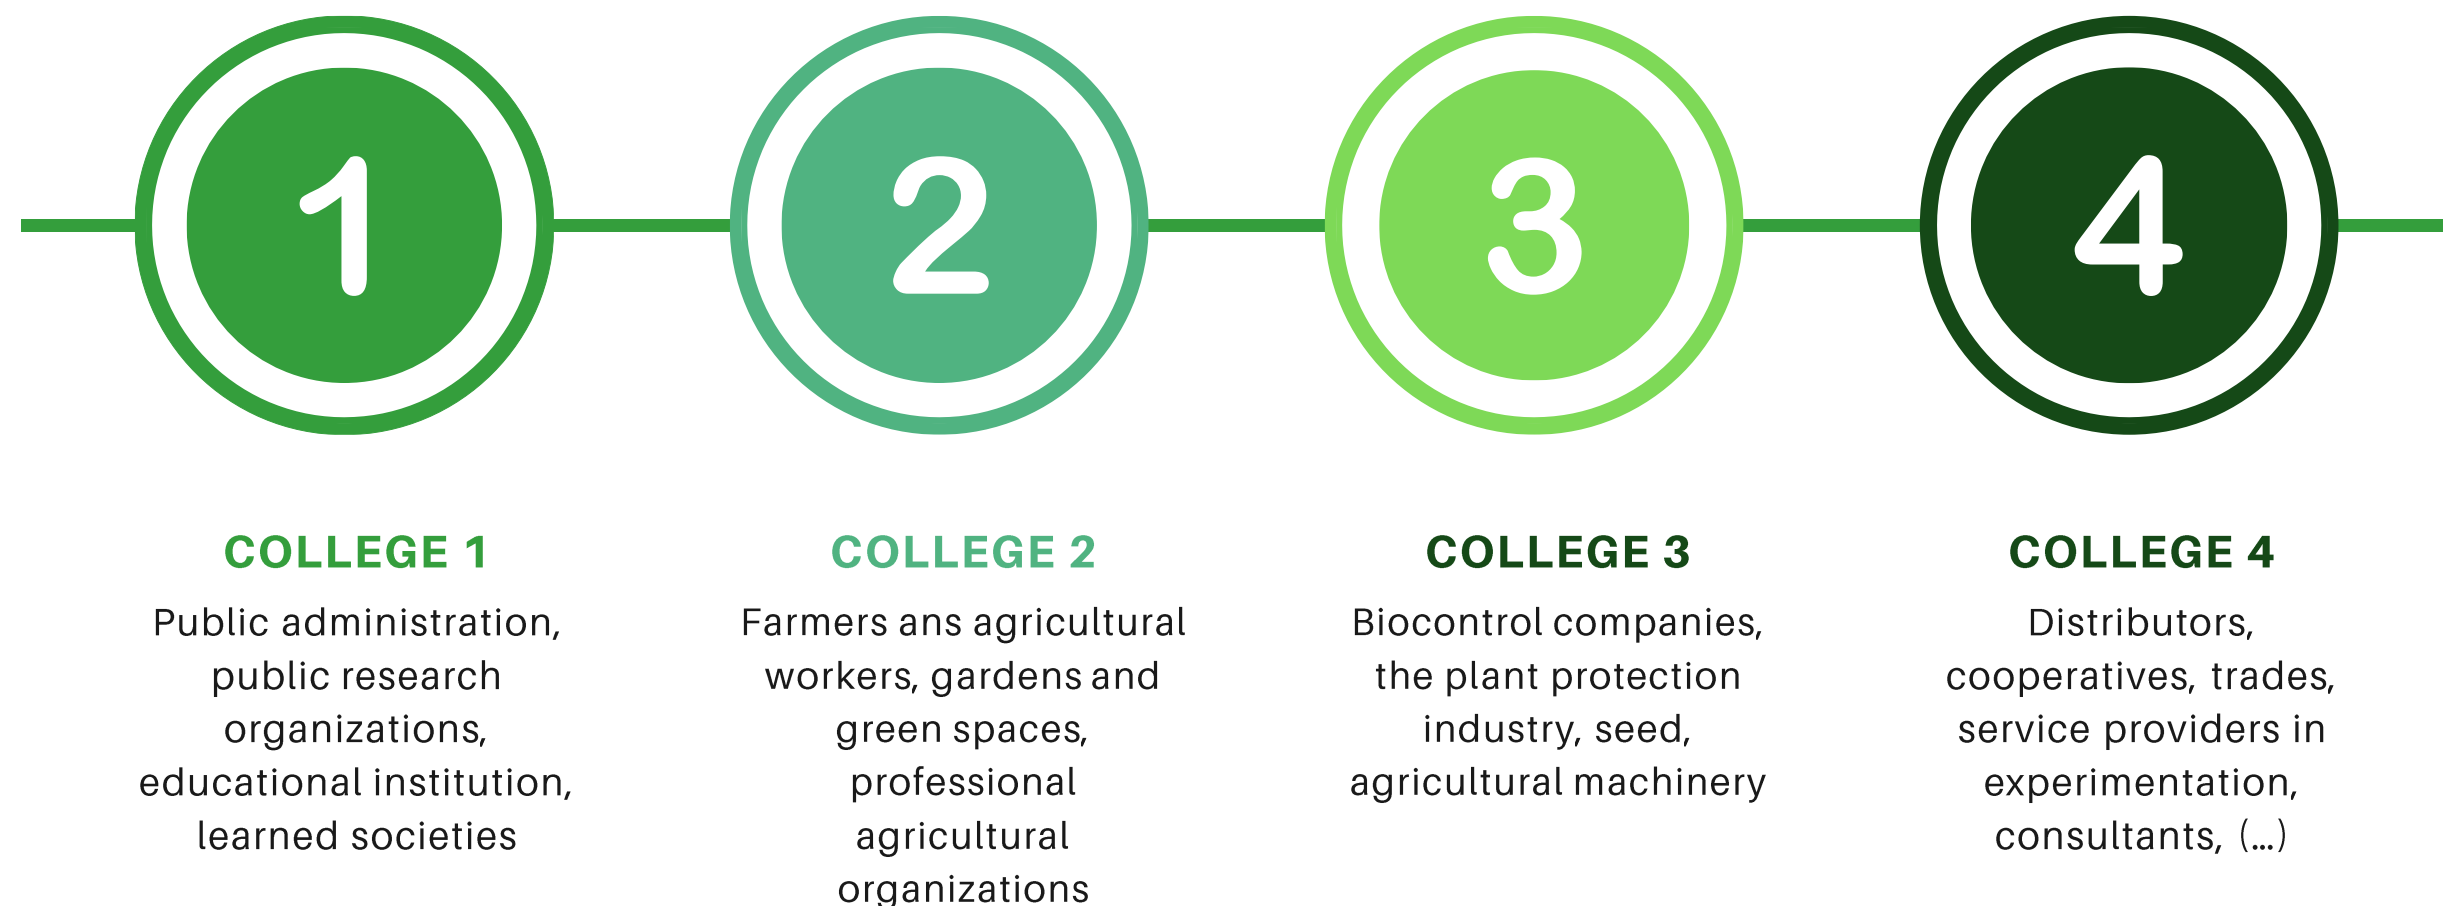 1
2
3
4
COLLEGE 1
Public administration,
public research
organizations,
educational institution,
learned societies
COLLEGE 2
Farmers ans agricultural
workers, gardens and
green spaces,
professional
agricultural
organizations
COLLEGE 3
Biocontrol companies,
the plant protection
industry, seed,
agricultural machinery
COLLEGE 4
Distributors,
cooperatives, trades,
service providers in
experimentation,
consultants, (...)